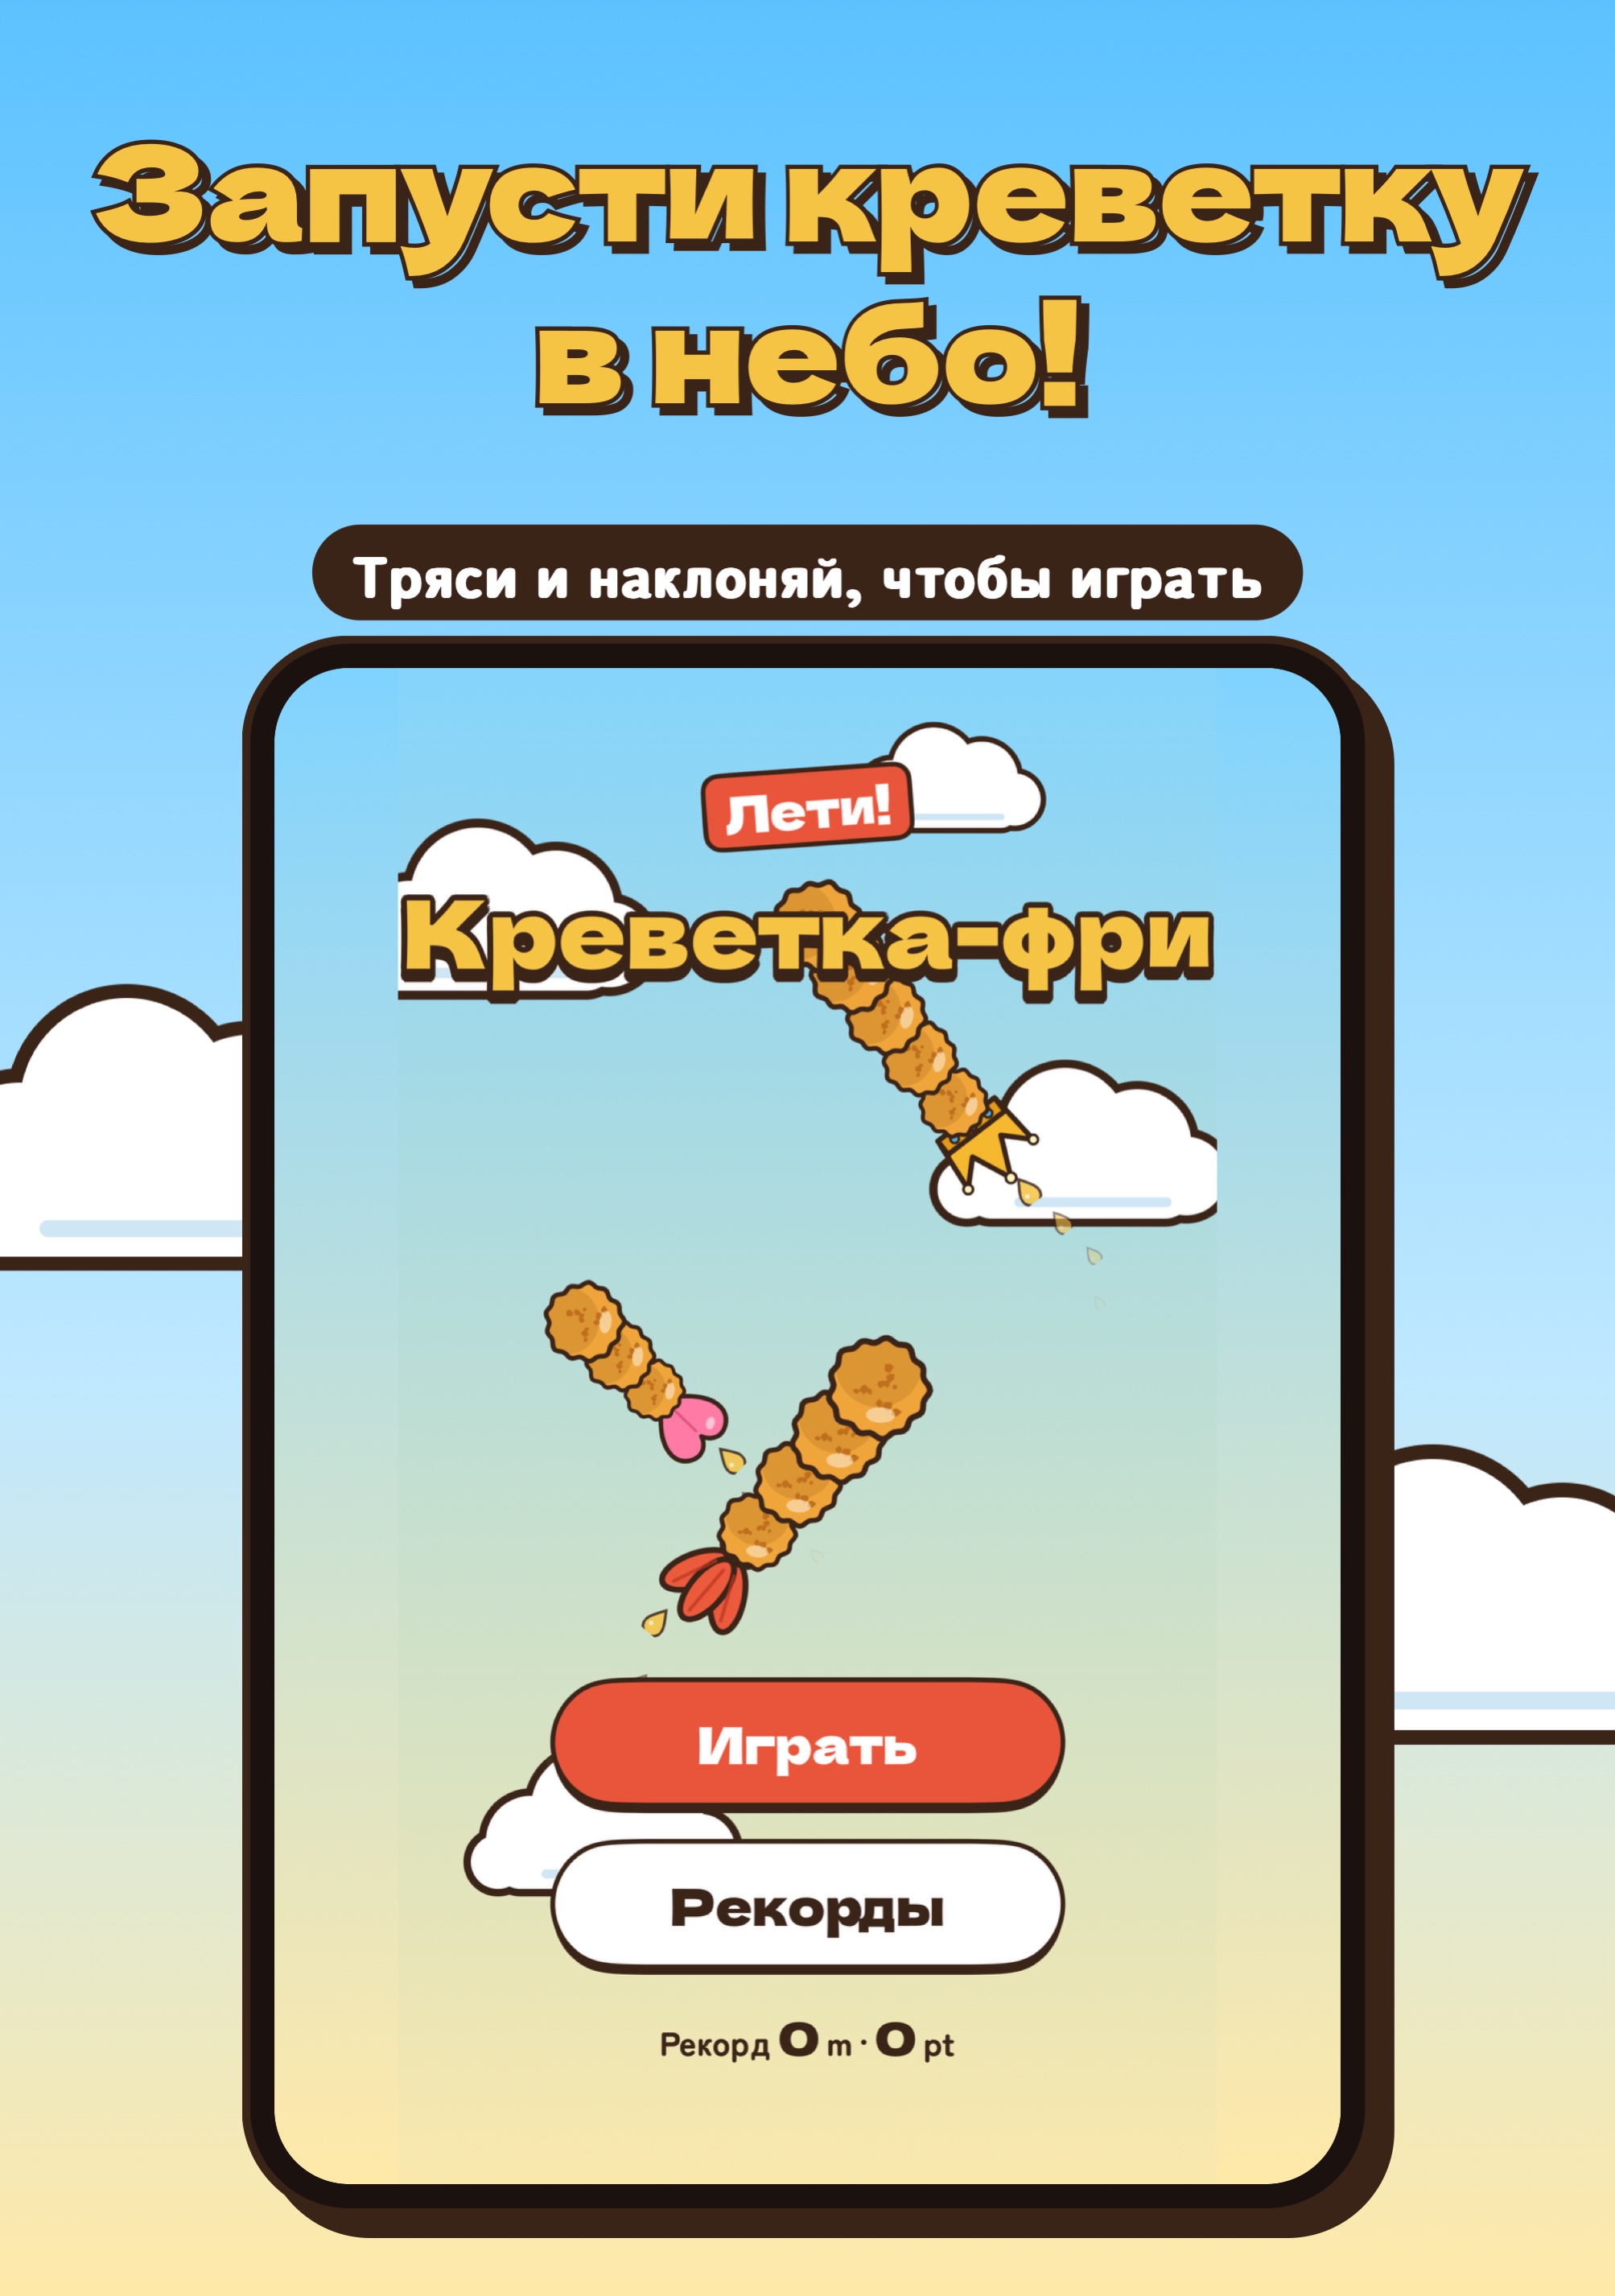 Запусти креветку
в небо!
Тряси и наклоняй, чтобы играть
Лети!
Креветка-фри
Играть
Рекорды
Рекорд 0 m · 0 pt